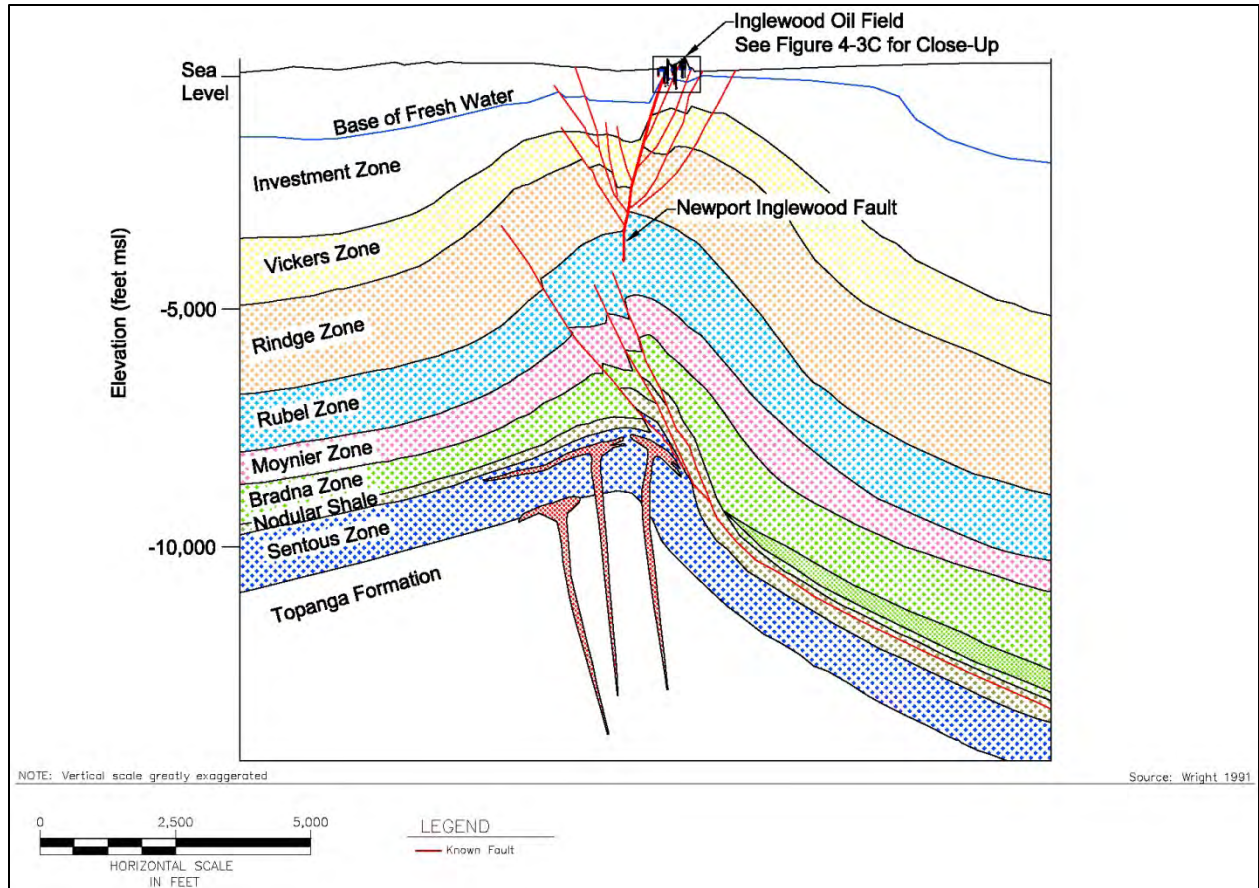 Inglewood Oil Field
See Figure 4-3C for Close-Up
Sea
Level
Base of Fresh Water
Investment Zone
Newport Inglewood Fault
Vickers Zone
Elevation (feet msl)
-5,000
Rindge Zone
Rubel Zone
Moynier Zone
Bradna Zone
Nodular Shale
Sentous Zone
-10,000
Topanga Formation
NOTE: Vertical scale greatly exaggerated
Source: Wright 1991
0 2,500 5,000
HORIZONTAL SCALE
IN FEET
LEGEND
Known Fault